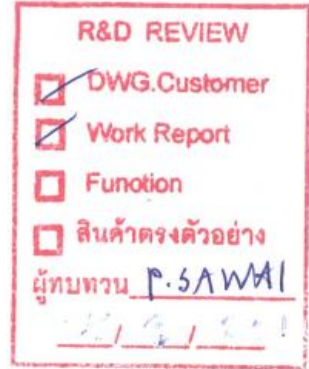 R&D REVIEW
DWG.Customer
Work Report
Function
สินค้าตรงตัวอย่าง
ผู้ทบทวน P.SAWAI